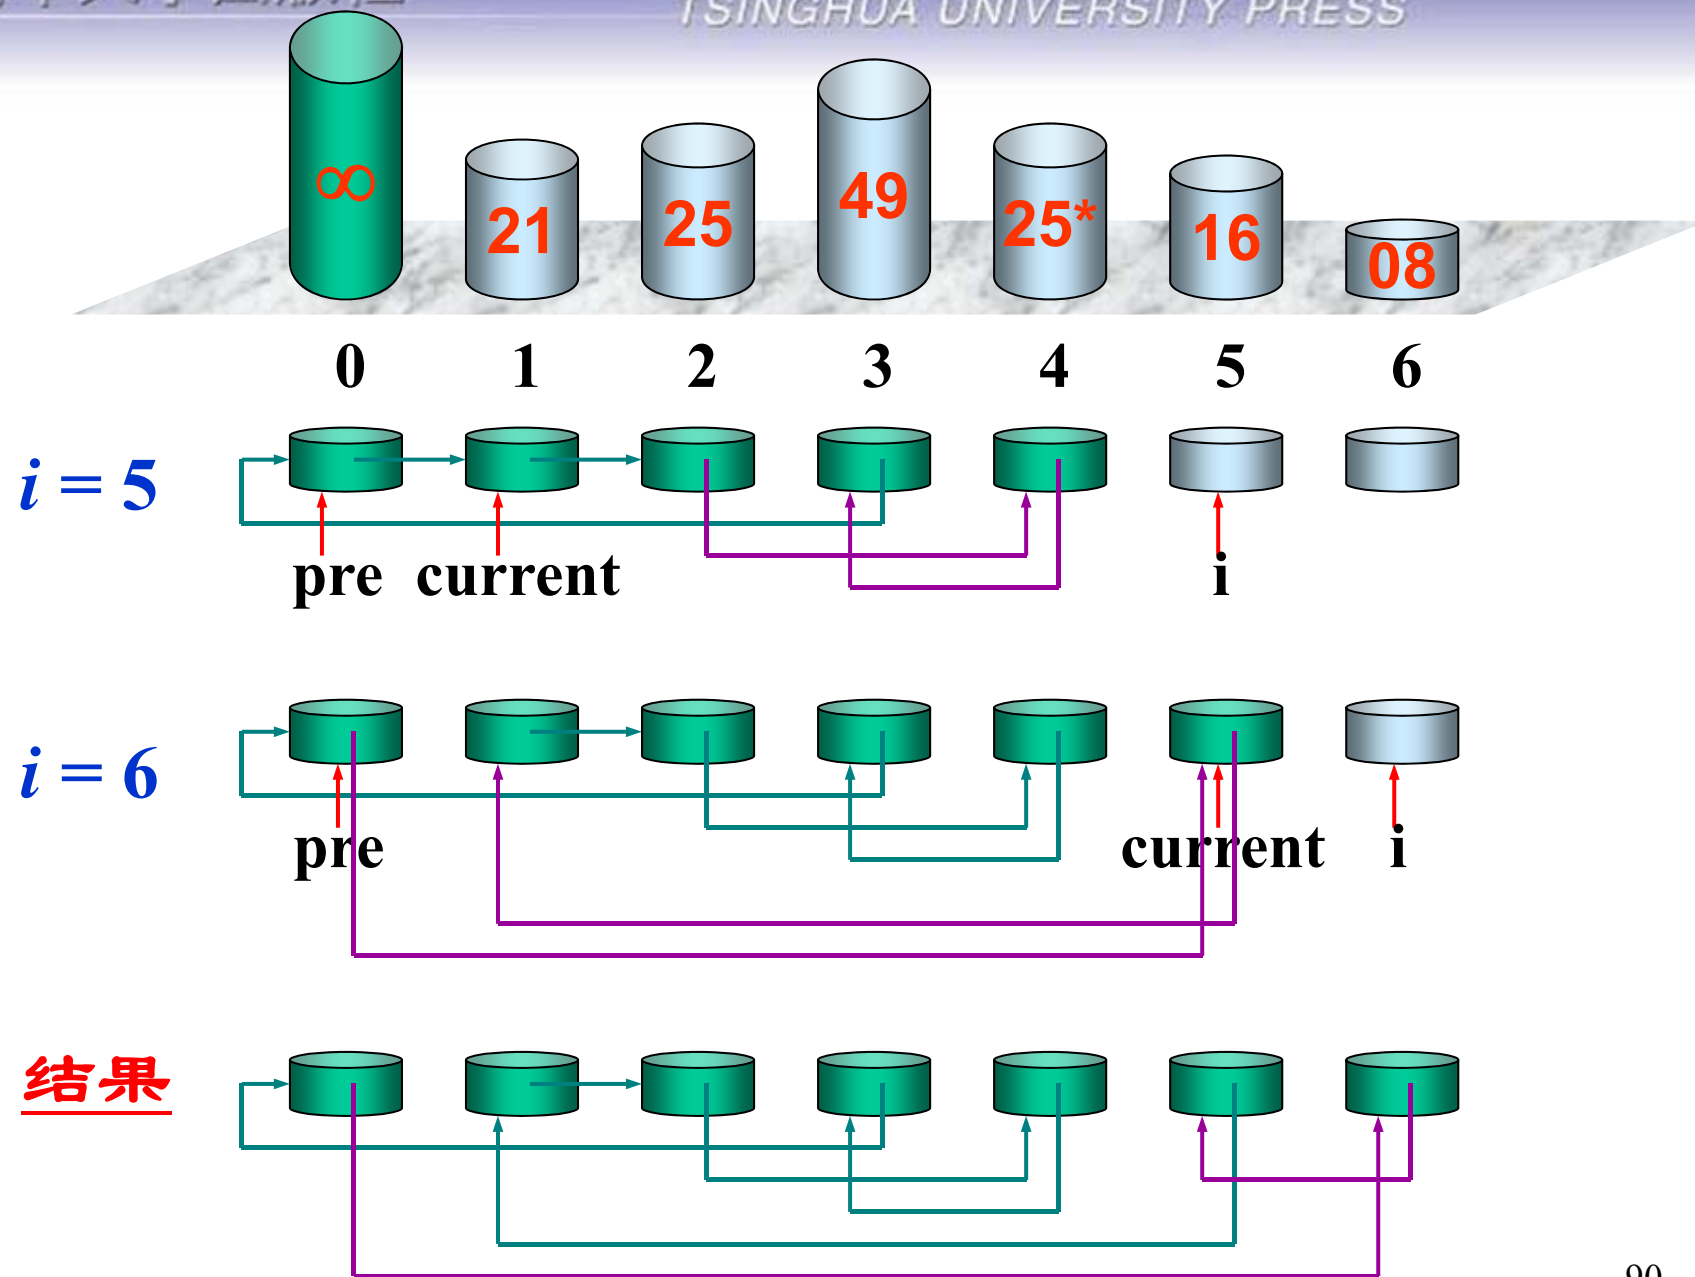 TSINGHUA UNIVERSITY PRESS
∞ 21 25 49 25* 16 08
0 1 2 3 4 5 6
i = 5
pre current i
i = 6
pre current i
结果
90